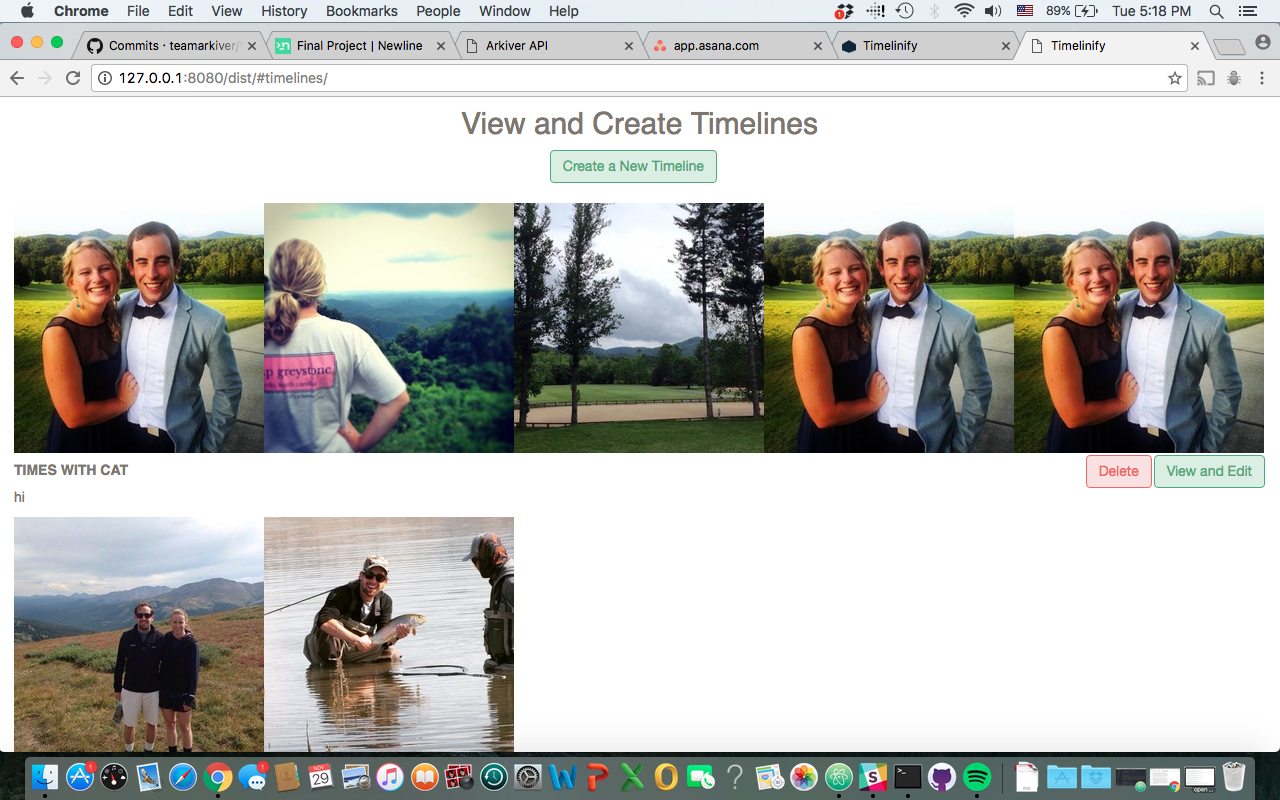 Chrome File Edit View History Bookmarks People Window Help 89% Tue 5:18 PM
Commits · teamarkiver/ Final Project | Newline Arkiver API app.asana.com Timelinify Timelinify
127.0.0.1:8080/dist/#timelines/
View and Create Timelines
Create a New Timeline
greystone
TIMES WITH CAT
Delete View and Edit
hi
NOV
29